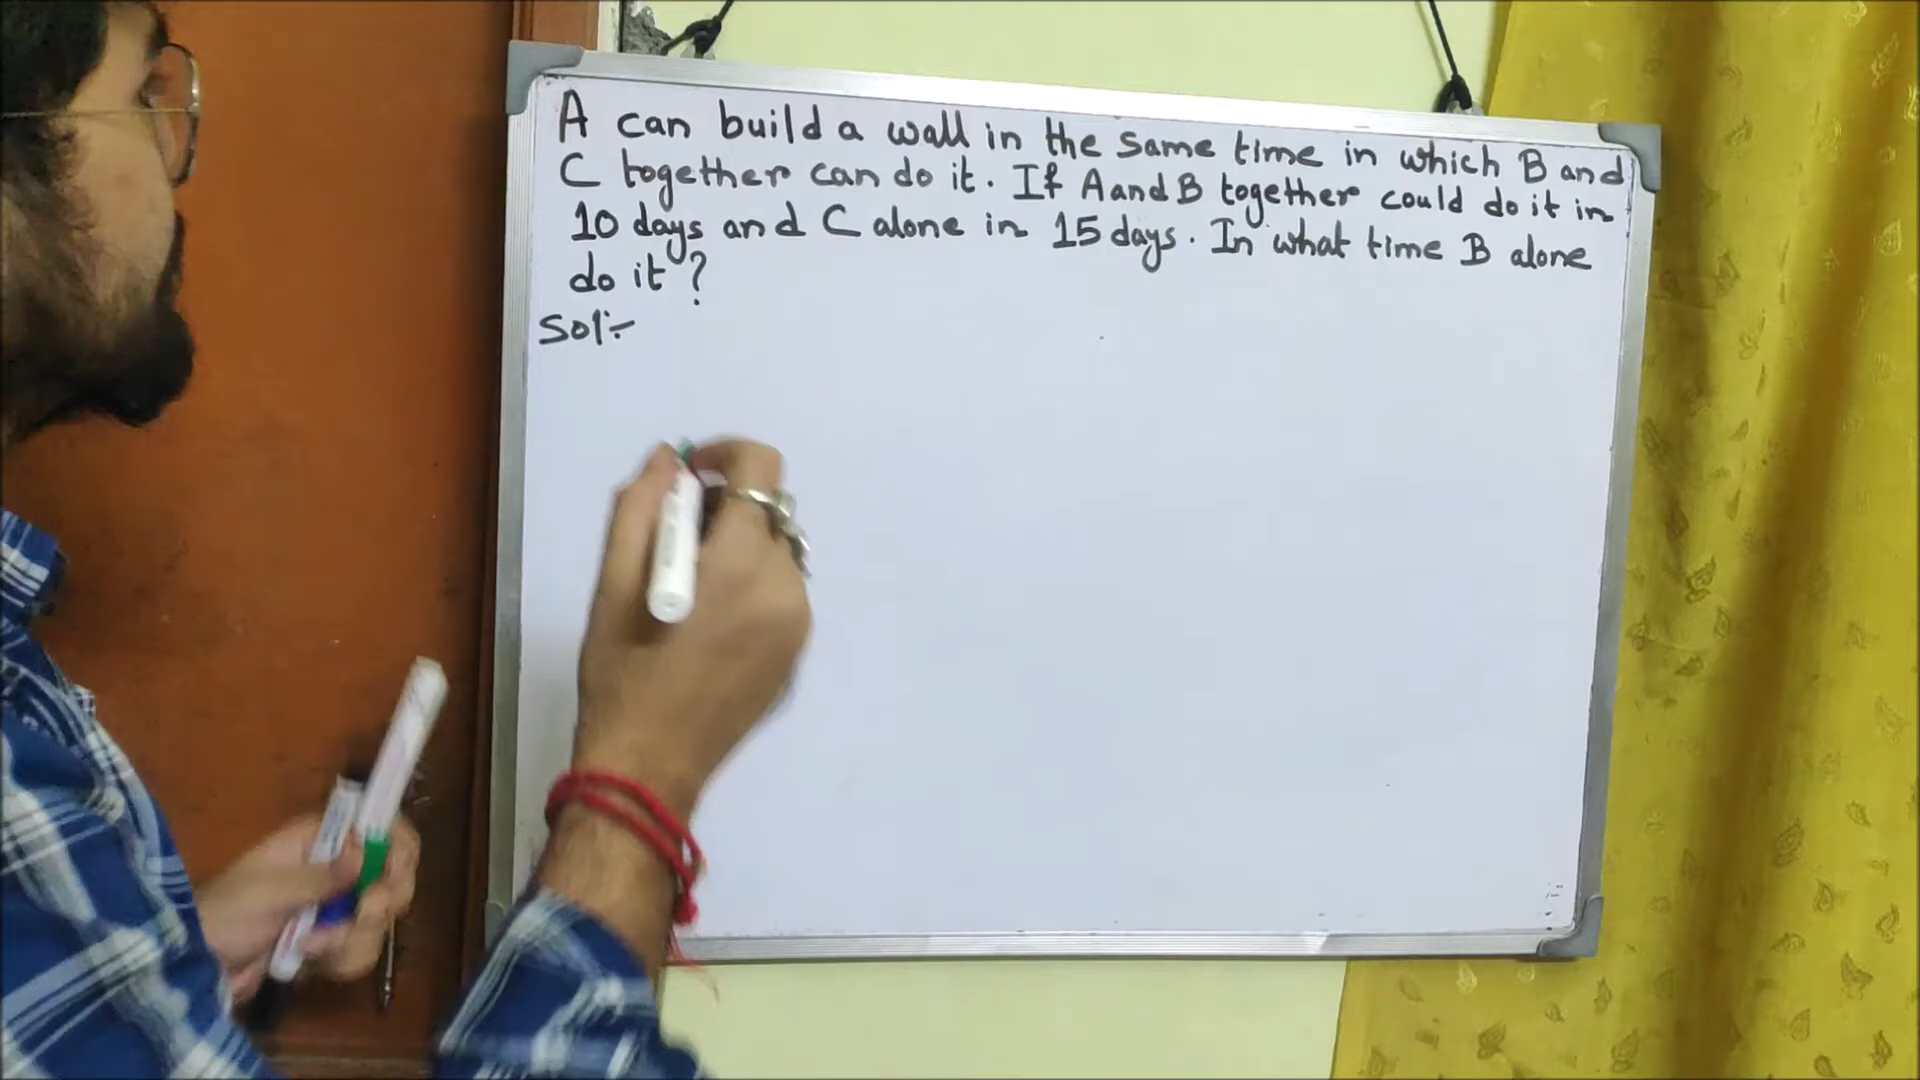 A can build a wall in the same time in which B and
C together can do it. If A and B together could do it in
10 days and C alone in 15 days. In what time B alone
do it ?
Sol:-